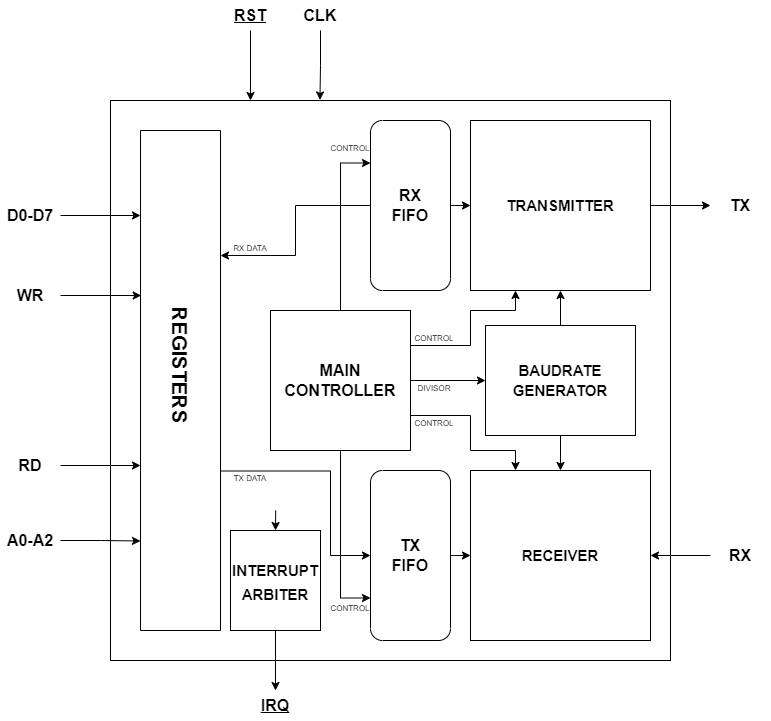 RST
CLK
CONTROL
RX
FIFO
TRANSMITTER
TX
D0-D7
RX DATA
WR
REGISTERS
MAIN
CONTROLLER
CONTROL
DIVISOR
CONTROL
BAUDRATE
GENERATOR
RD
TX DATA
A0-A2
INTERRUPT
ARBITER
TX
FIFO
CONTROL
RECEIVER
RX
IRQ